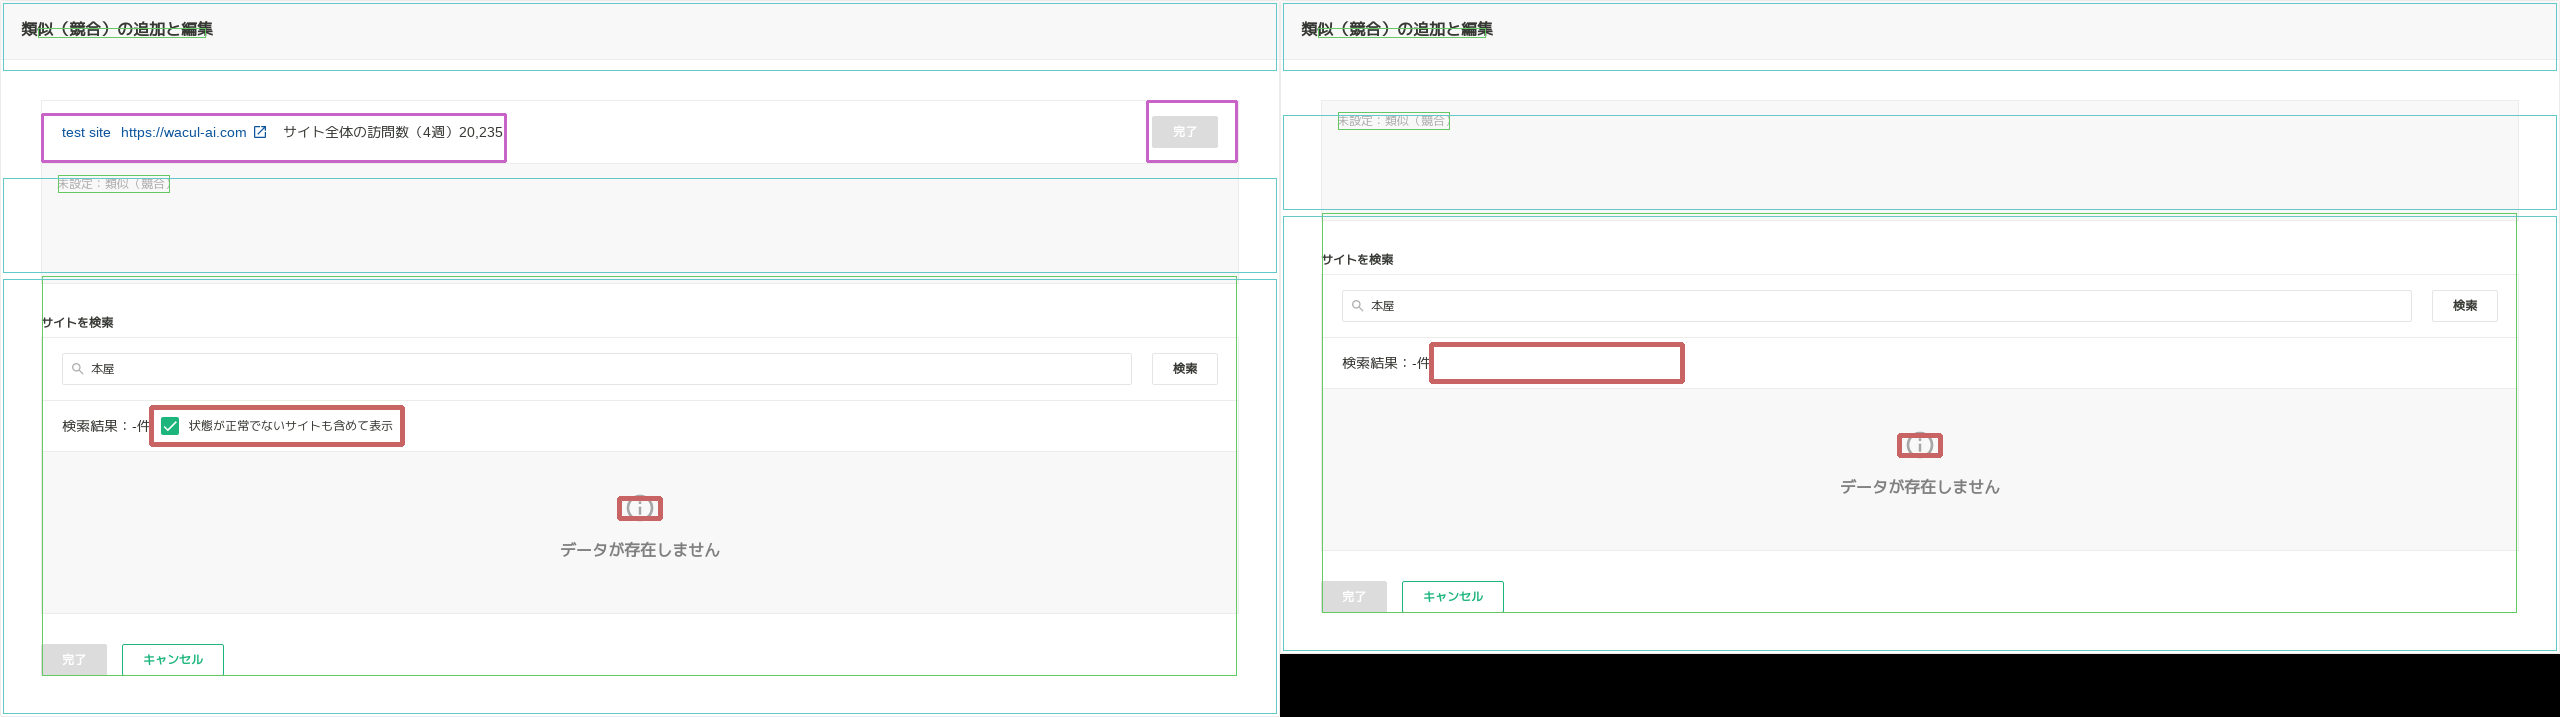 類似（競合）の追加と編集
test site https://wacul-ai.com サイト全体の訪問数（4週）20,235
完了
未設定：類似（競合）
サイトを検索
本屋
検索
検索結果：-件
状態が正常でないサイトも含めて表示
データが存在しません
完了
キャンセル
類似（競合）の追加と編集
未設定：類似（競合）
サイトを検索
本屋
検索
検索結果：-件
データが存在しません
完了
キャンセル